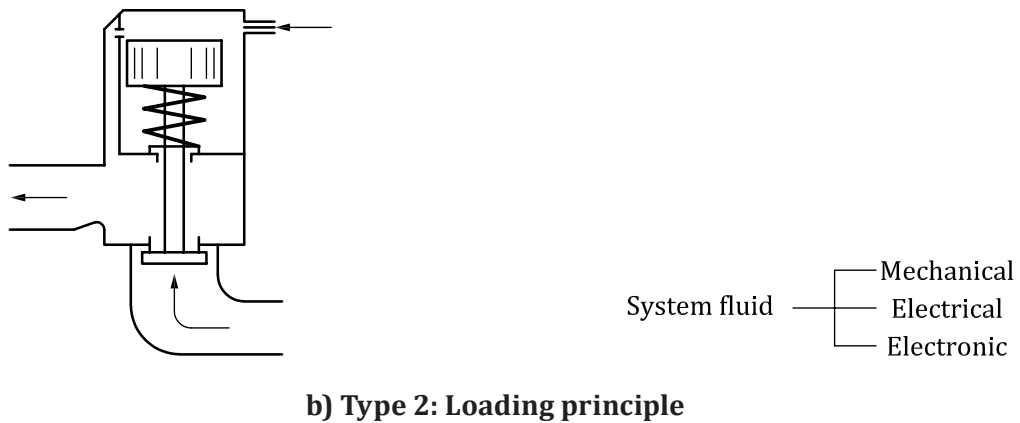 Mechanical
System fluid
Electrical
Electronic
b) Type 2: Loading principle